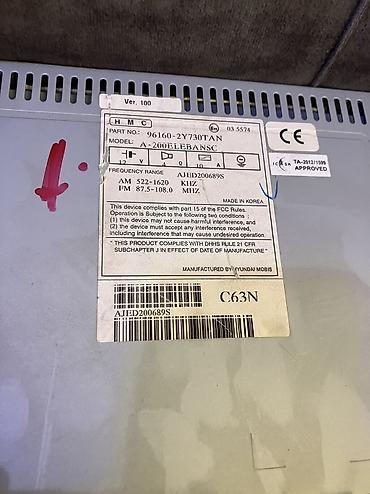 Ver. 100
H M C
e11 03 5574
PART NO.: 96160-2Y730TAN
MODEL: A-200ELEBANSC
12 V 4 Ω 10 A
FREQUENCY RANGE AJED200689S
AM 522-1620 KHZ
FM 87.5-108.0 MHZ
MADE IN KOREA
This device complies with part 15 of the FCC Rules.
Operation is Subject to the following two conditions :
(1) this device may not cause harmful interference, and
(2) the device must accept any interference received,
including interference that may cause undesired operation.
" THIS PRODUCT COMPLIES WITH DHHS RULE 21 CFR
SUBCHAPTER J IN EFFECT OF DATE OF MANUFACTURE "
MANUFACTURED BY HYUNDAI MOBIS
C63N
AJED200689S
CE
ICASA TA-2012/1599
APPROVED